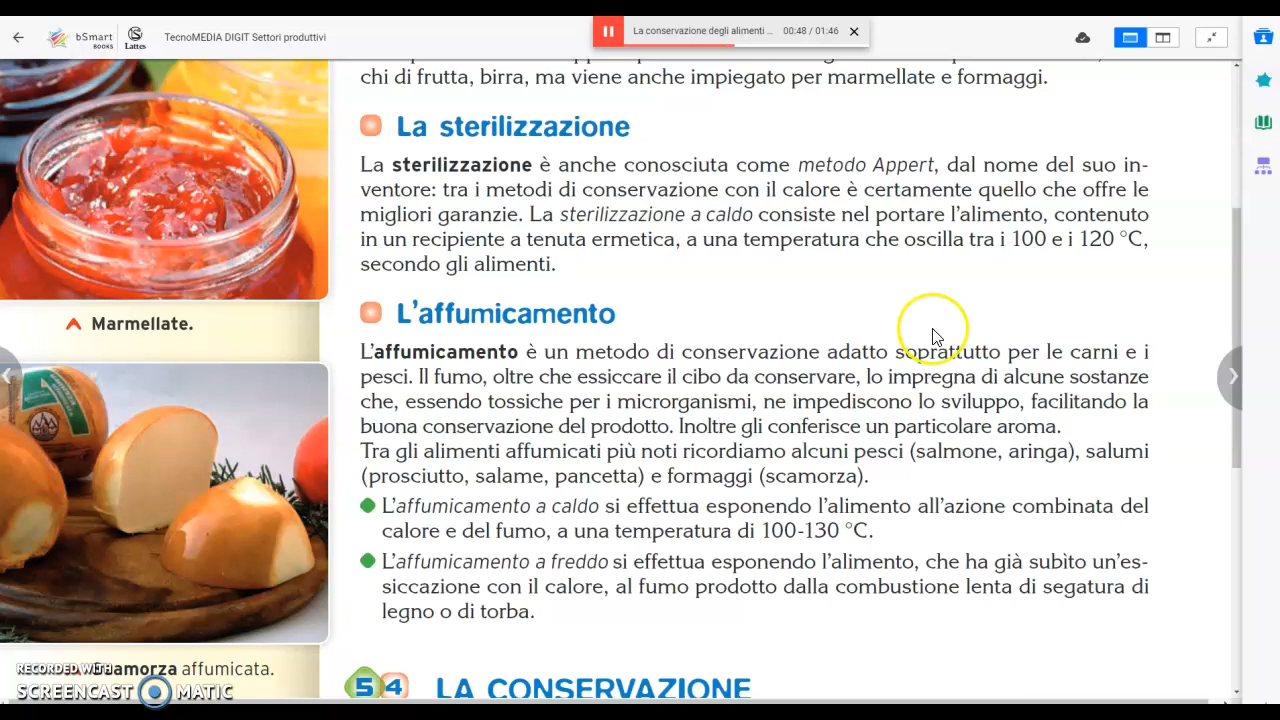 bSmart
BOOKS
Lattes
TecnoMEDIA DIGIT Settori produttivi
La conservazione degli alimenti ...
00:48 / 01:46
chi di frutta, birra, ma viene anche impiegato per marmellate e formaggi.
La sterilizzazione
La sterilizzazione è anche conosciuta come metodo Appert, dal nome del suo in-
ventore: tra i metodi di conservazione con il calore è certamente quello che offre le
migliori garanzie. La sterilizzazione a caldo consiste nel portare l'alimento, contenuto
in un recipiente a tenuta ermetica, a una temperatura che oscilla tra i 100 e i 120 °C,
secondo gli alimenti.
Marmellate.
L'affumicamento
L'affumicamento è un metodo di conservazione adatto soprattutto per le carni e i
pesci. Il fumo, oltre che essiccare il cibo da conservare, lo impregna di alcune sostanze
che, essendo tossiche per i microrganismi, ne impediscono lo sviluppo, facilitando la
buona conservazione del prodotto. Inoltre gli conferisce un particolare aroma.
Tra gli alimenti affumicati più noti ricordiamo alcuni pesci (salmone, aringa), salumi
(prosciutto, salame, pancetta) e formaggi (scamorza).
L'affumicamento a caldo si effettua esponendo l'alimento all'azione combinata del
calore e del fumo, a una temperatura di 100-130 °C.
L'affumicamento a freddo si effettua esponendo l'alimento, che ha già subìto un'es-
siccazione con il calore, al fumo prodotto dalla combustione lenta di segatura di
legno o di torba.
Scamorza affumicata.
RECORDED WITH
SCREENCAST MATIC
5 4 LA CONSERVAZIONE